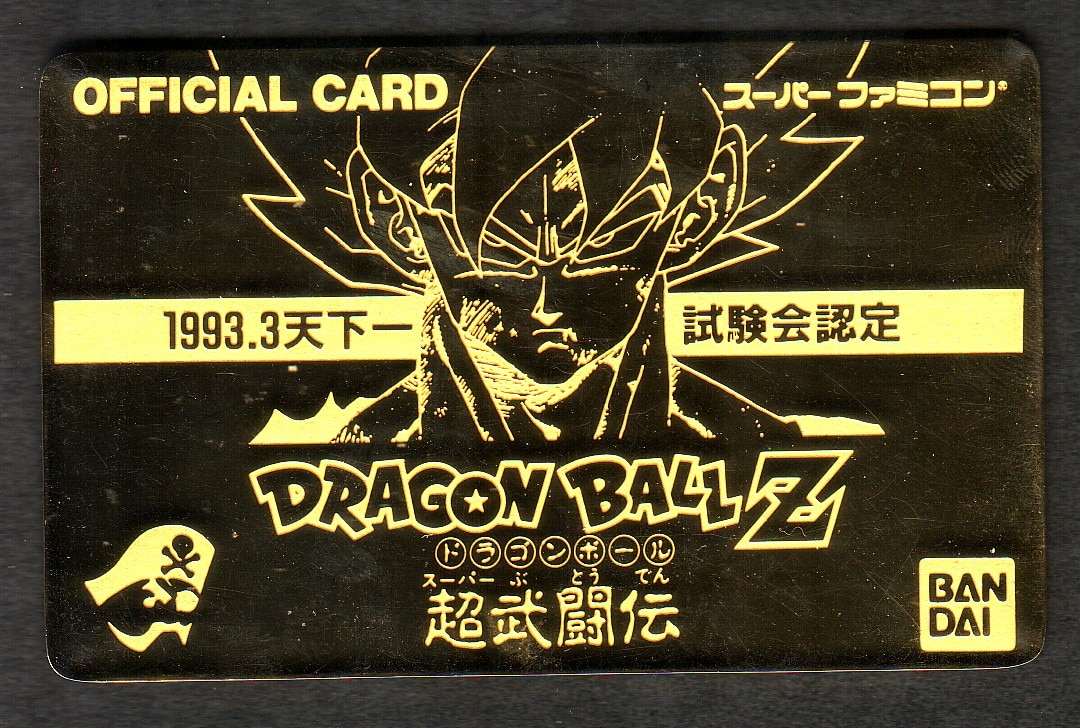 OFFICIAL CARD
スーパーファミコン®
1993.3天下一 試験会認定
DRAGON BALL Z
ドラゴンボール
スーパー ぶ とう でん
超武闘伝
BAN
DAI